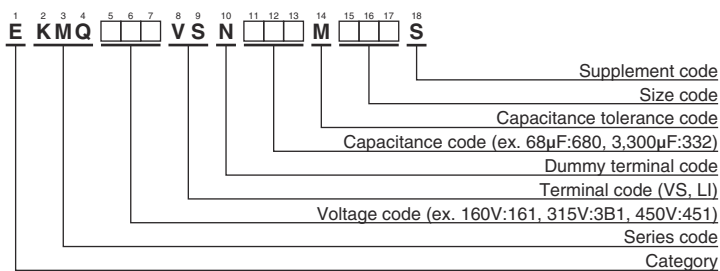 1 2 3 4 5 6 7 8 9 10 11 12 13 14 15 16 17 18
E KMQ □□□ VS N □□□ M □□□ S
Supplement code
Size code
Capacitance tolerance code
Capacitance code (ex. 68µF:680, 3,300µF:332)
Dummy terminal code
Terminal code (VS, LI)
Voltage code (ex. 160V:161, 315V:3B1, 450V:451)
Series code
Category